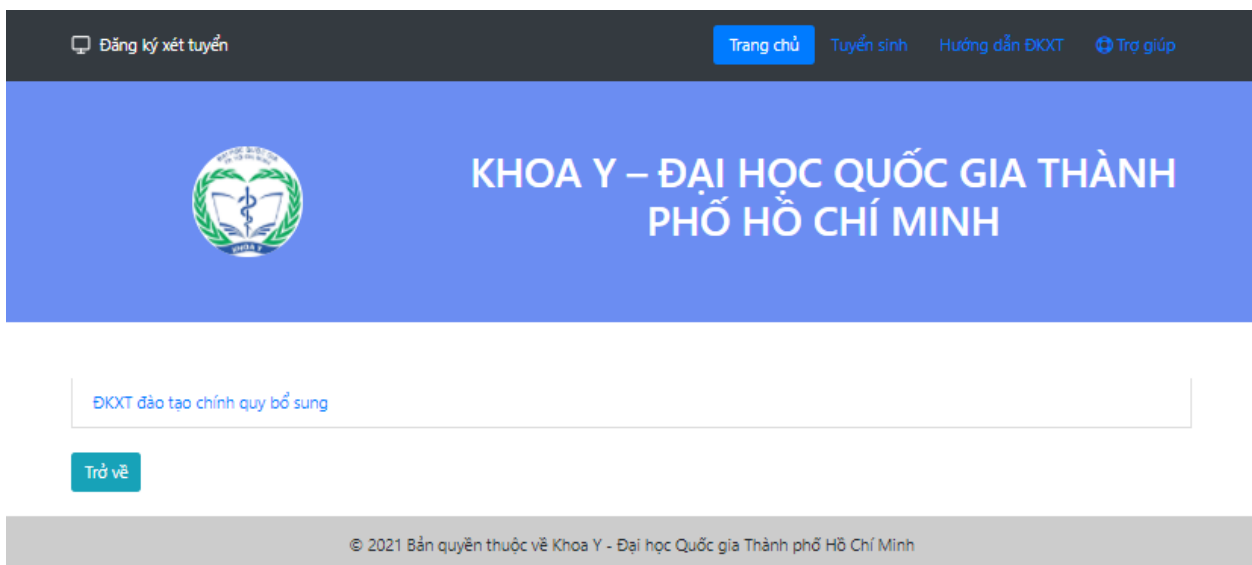 Đăng ký xét tuyển
Trang chủ
Tuyển sinh
Hướng dẫn ĐKXT
Trợ giúp
KHOA Y
KHOA Y – ĐẠI HỌC QUỐC GIA THÀNH
PHỐ HỒ CHÍ MINH
ĐKXT đào tạo chính quy bổ sung
Trở về
© 2021 Bản quyền thuộc về Khoa Y - Đại học Quốc gia Thành phố Hồ Chí Minh